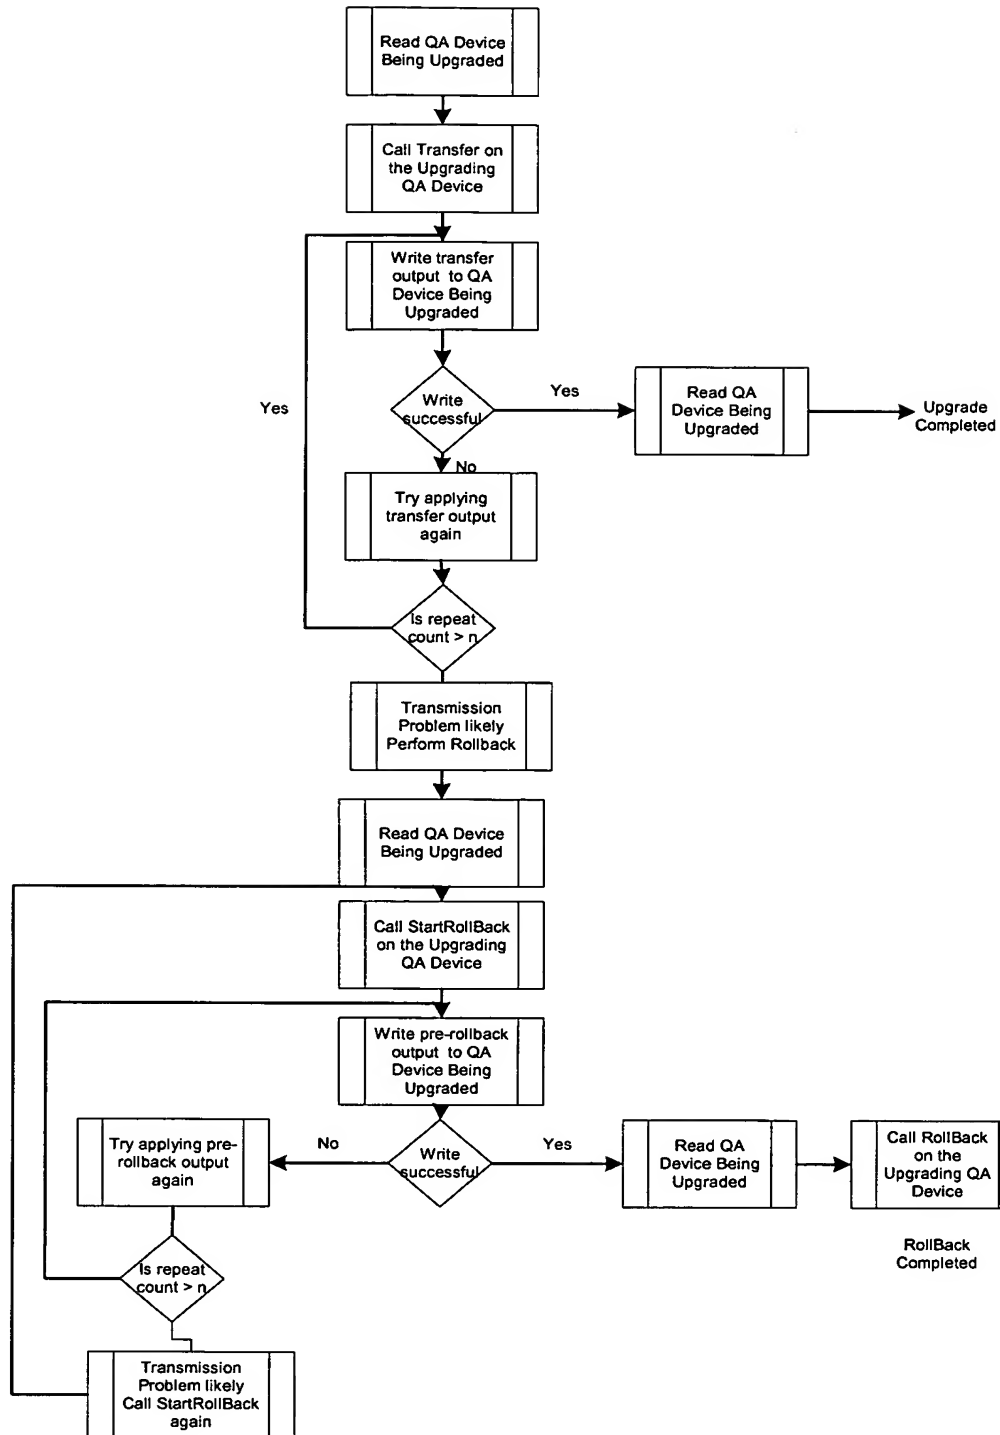 Read QA Device
Being Upgraded
Call Transfer on
the Upgrading
QA Device
Write transfer
output to QA
Device Being
Upgraded
Yes
Write
successful
Yes
Read QA
Device Being
Upgraded
Upgrade
Completed
No
Try applying
transfer output
again
Is repeat
count > n
Transmission
Problem likely
Perform Rollback
Read QA Device
Being Upgraded
Call StartRollBack
on the Upgrading
QA Device
Write pre-rollback
output to QA
Device Being
Upgraded
Try applying pre-
rollback output
again
No
Write
successful
Yes
Read QA
Device Being
Upgraded
Call RollBack
on the
Upgrading QA
Device
RollBack
Completed
Is repeat
count > n
Transmission
Problem likely
Call StartRollBack
again